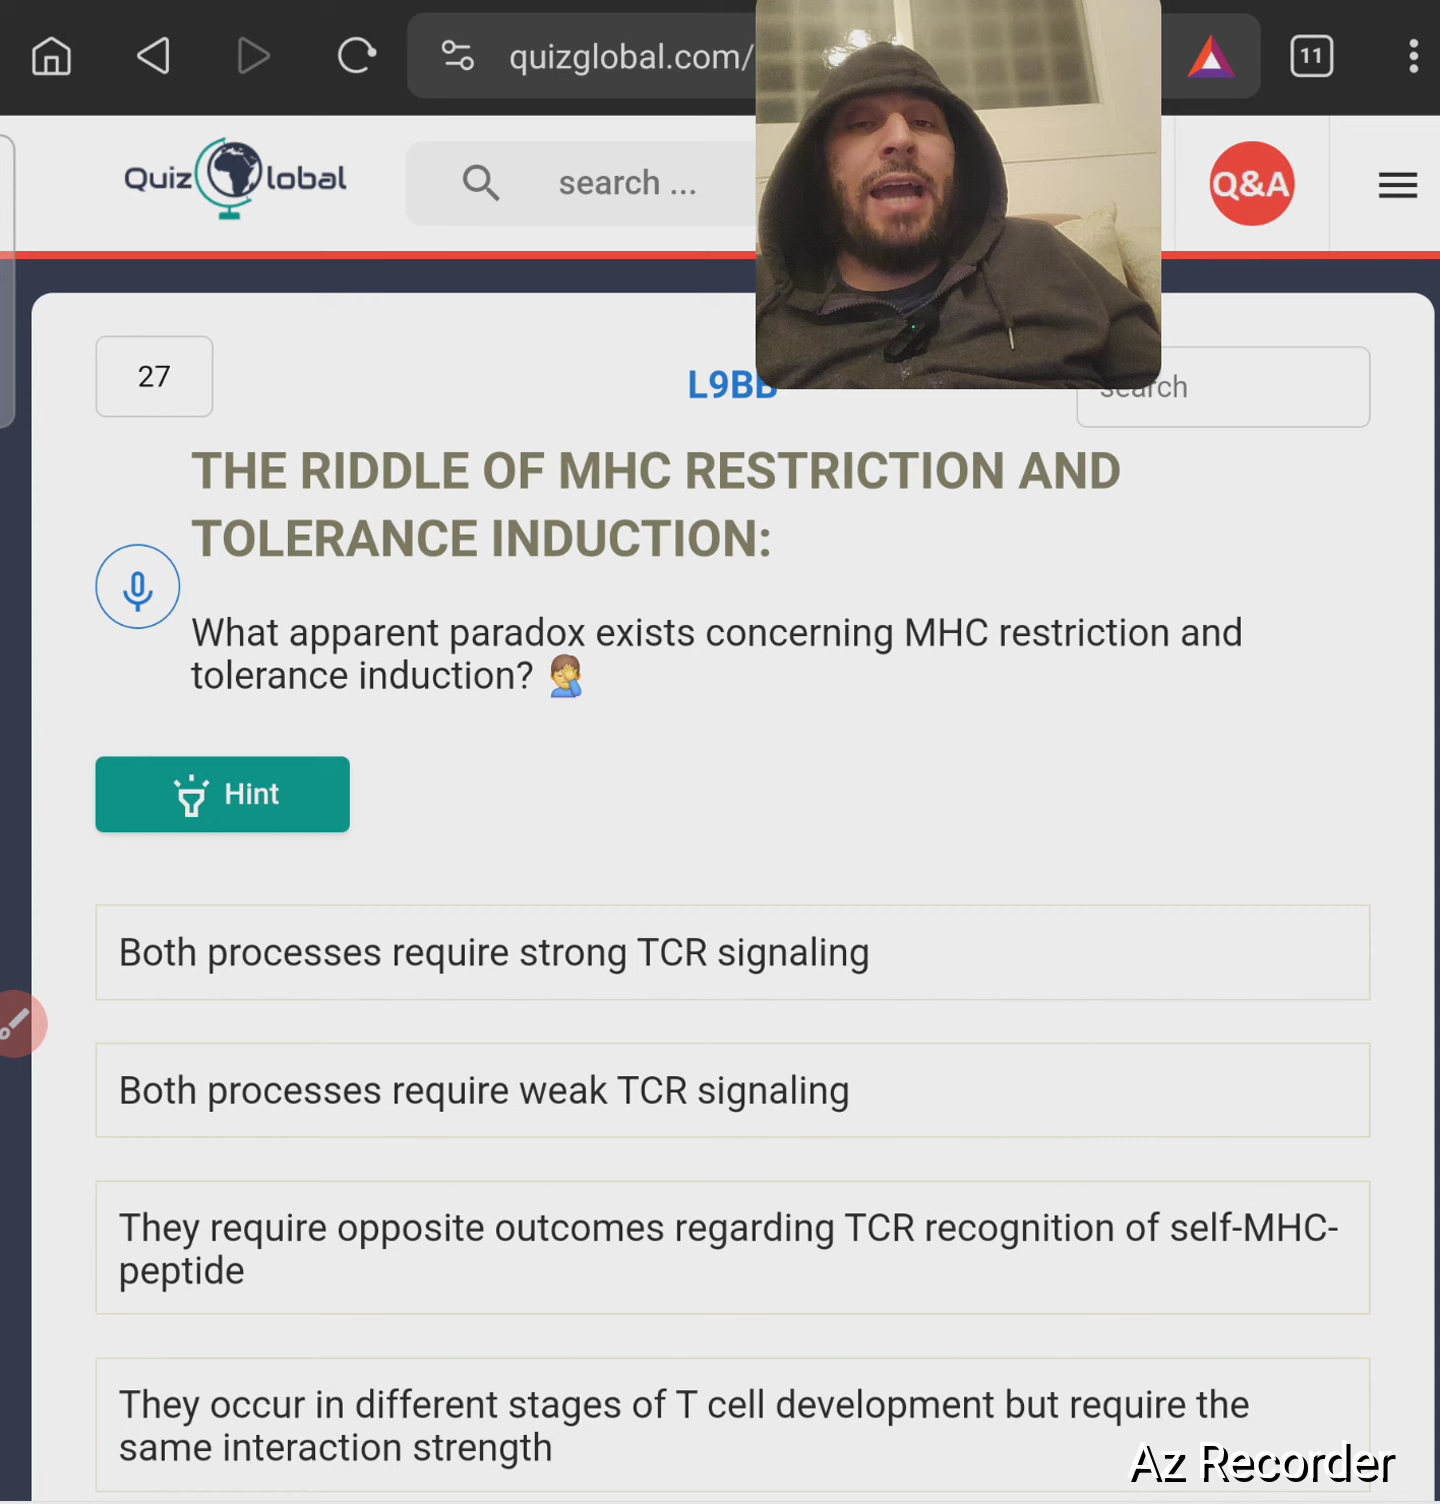 quizglobal.com/
11
Quiz Global
search ...
Q&A
27
L9BB
search
THE RIDDLE OF MHC RESTRICTION AND
TOLERANCE INDUCTION:
What apparent paradox exists concerning MHC restriction and
tolerance induction? 🤦‍♂️
Hint
Both processes require strong TCR signaling
Both processes require weak TCR signaling
They require opposite outcomes regarding TCR recognition of self-MHC-
peptide
They occur in different stages of T cell development but require the
same interaction strength
Az Recorder